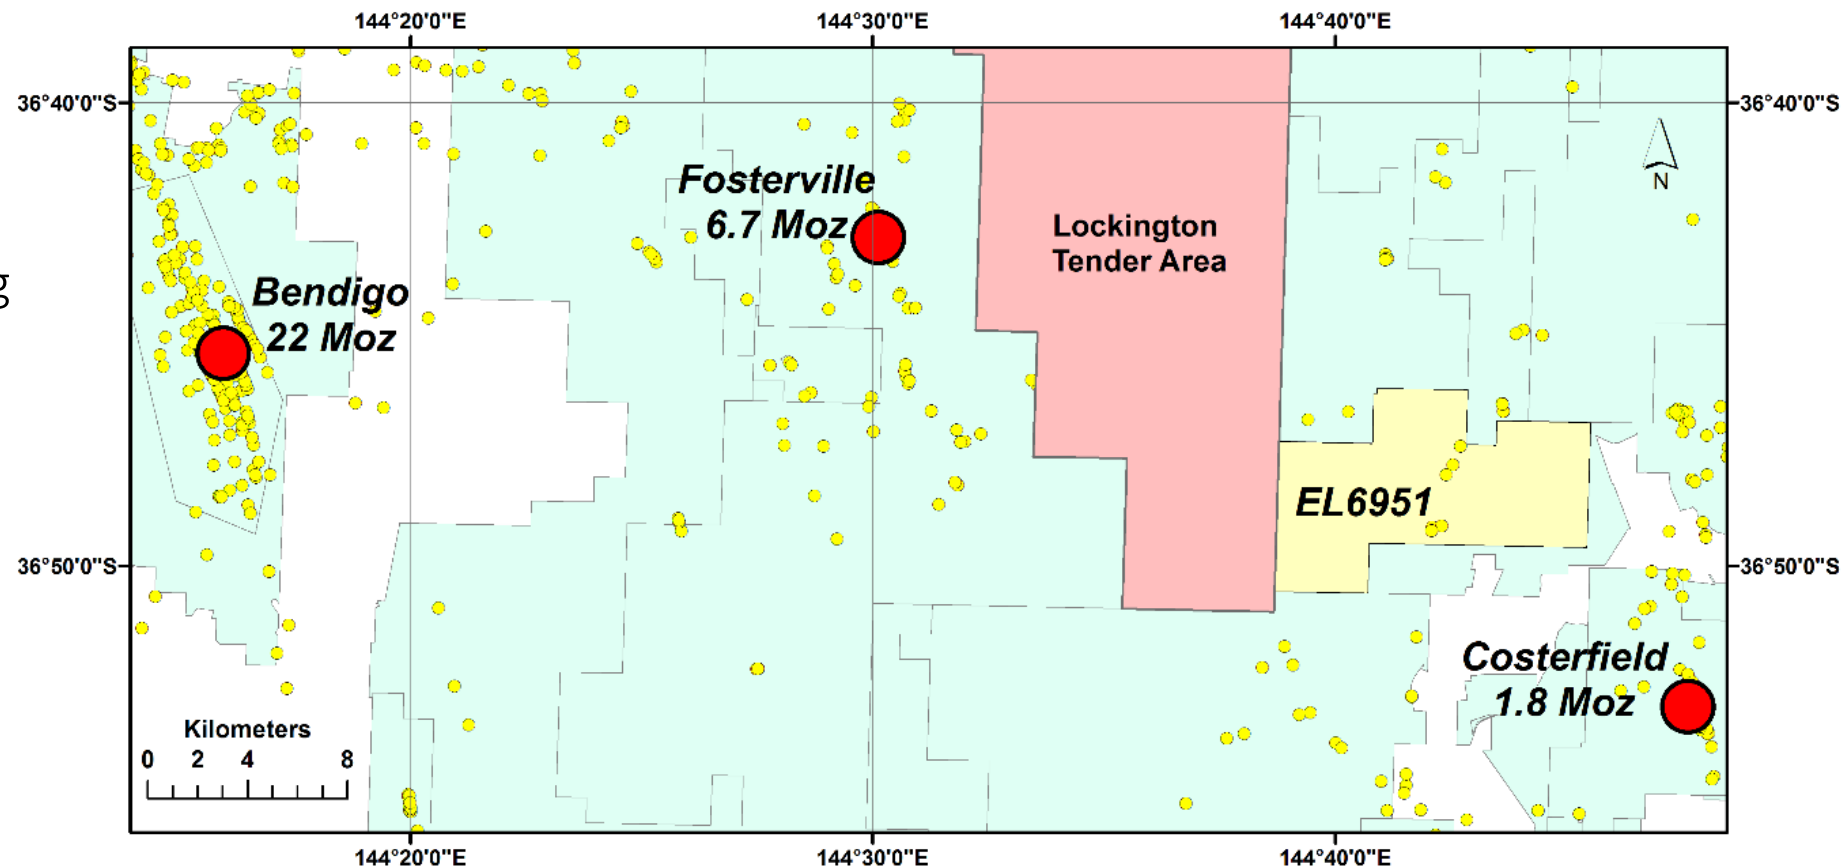 144°20'0"E 144°30'0"E 144°40'0"E
36°40'0"S 36°40'0"S
N
Fosterville
6.7 Moz
Lockington
Tender Area
Bendigo
22 Moz
EL6951
36°50'0"S 36°50'0"S
Costerfield
1.8 Moz
Kilometers
0 2 4 8
144°20'0"E 144°30'0"E 144°40'0"E